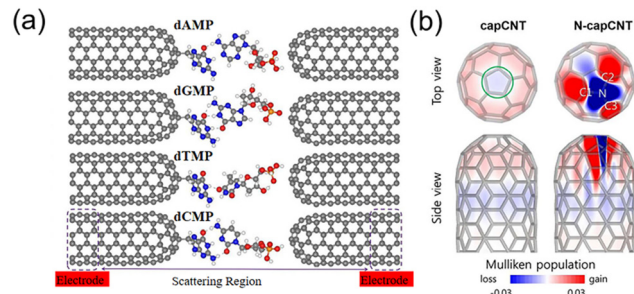 (a)
dAMP
dGMP
dTMP
dCMP
Electrode
Scattering Region
Electrode
(b)
capCNT
N-capCNT
Top view
C2
C1
N
C3
Side view
Mulliken population
loss
gain
-0.03
0.03